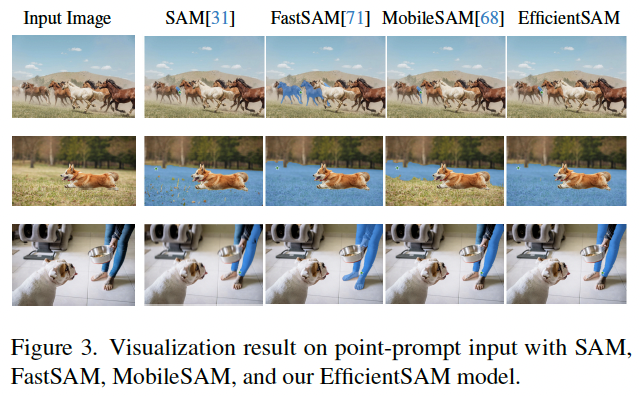 Input Image SAM[31] FastSAM[71] MobileSAM[68] EfficientSAM
Figure 3. Visualization result on point-prompt input with SAM,
FastSAM, MobileSAM, and our EfficientSAM model.